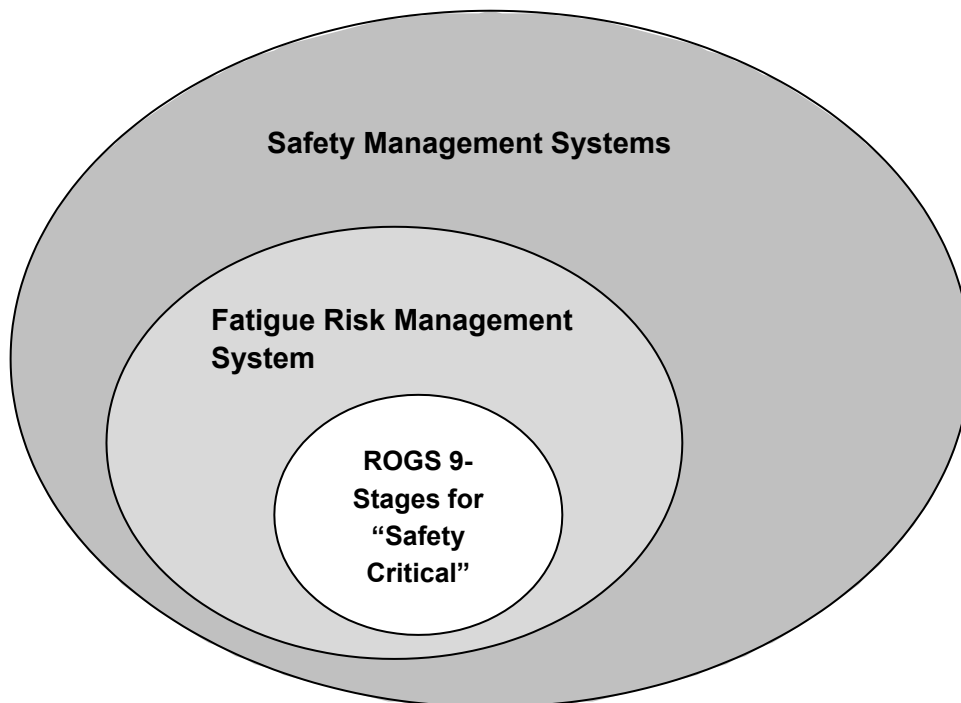 Safety Management Systems
Fatigue Risk Management
System
ROGS 9-
Stages for
“Safety
Critical”